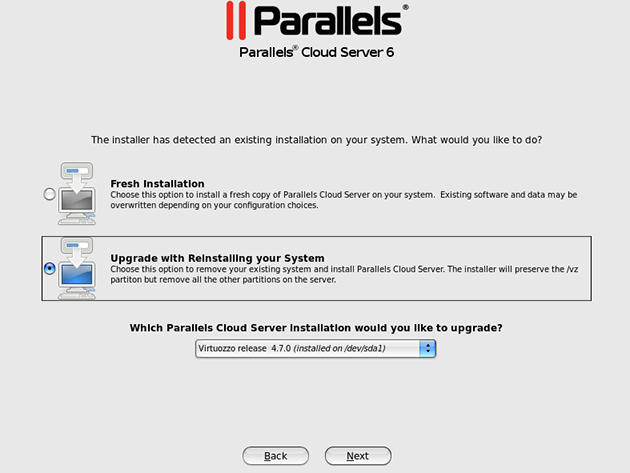 Parallels®
Parallels® Cloud Server 6
The installer has detected an existing installation on your system. What would you like to do?
Fresh Installation
Choose this option to install a fresh copy of Parallels Cloud Server on your system. Existing software and data may be
overwritten depending on your configuration choices.
Upgrade with Reinstalling your System
Choose this option to remove your existing system and install Parallels Cloud Server. The installer will preserve the /vz
partiton but remove all the other partitions on the server.
Which Parallels Cloud Server installation would you like to upgrade?
Virtuozzo release 4.7.0 (installed on /dev/sda1)
Back
Next